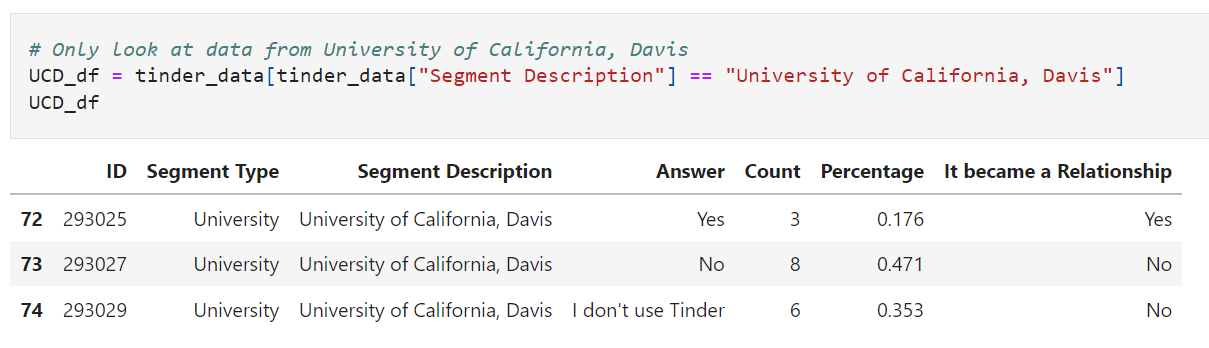 # Only look at data from University of California, Davis
UCD_df = tinder_data[tinder_data["Segment Description"] == "University of California, Davis"]
UCD_df
ID Segment Type Segment Description Answer Count Percentage It became a Relationship
72 293025 University University of California, Davis Yes 3 0.176 Yes
73 293027 University University of California, Davis No 8 0.471 No
74 293029 University University of California, Davis I don't use Tinder 6 0.353 No